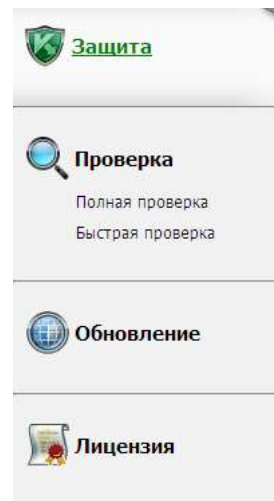 Защита
Проверка
Полная проверка
Быстрая проверка
Обновление
Лицензия